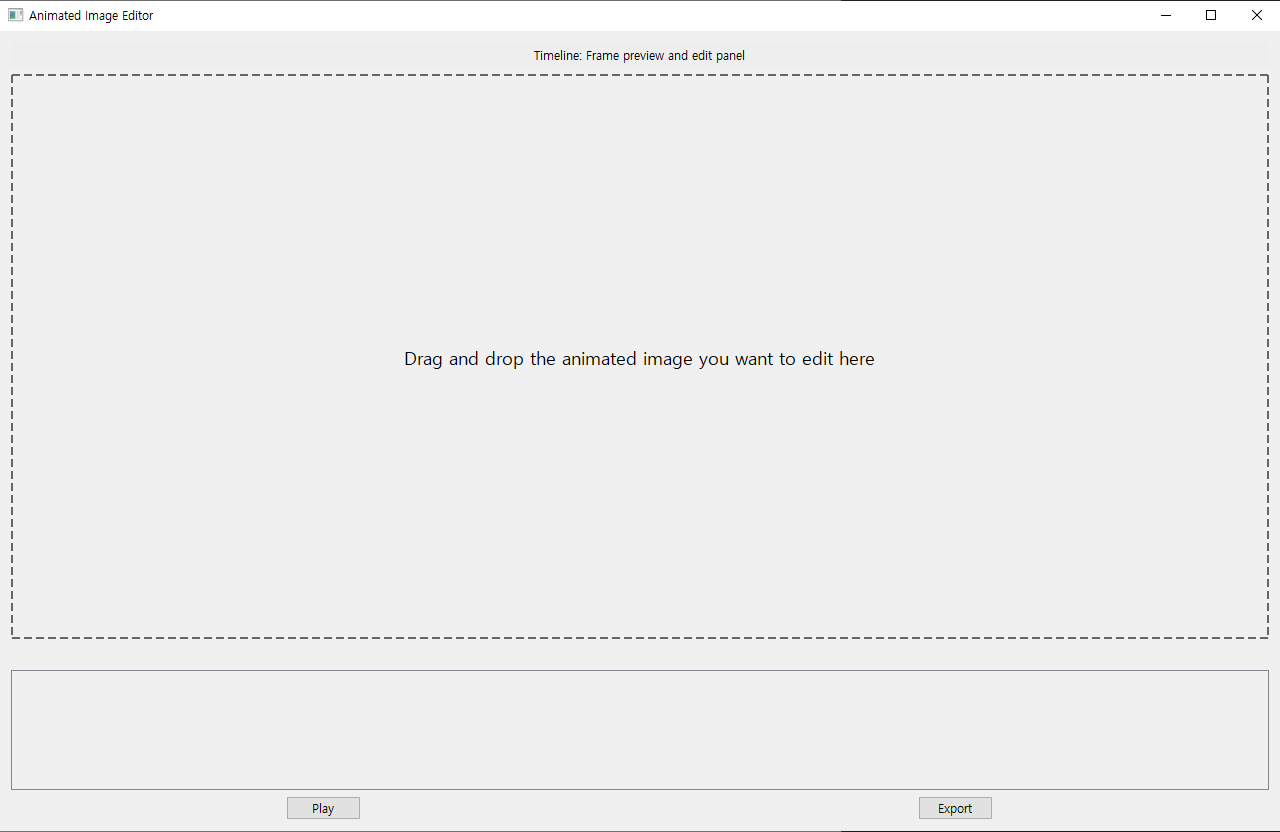 Animated Image Editor
Timeline: Frame preview and edit panel
Drag and drop the animated image you want to edit here
Play
Export